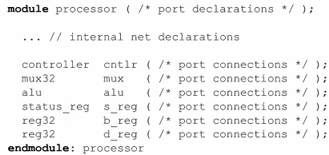 module processor ( /* port declarations */ );
... // internal net declarations
controller cntlr ( /* port connections */ );
mux32 mux ( /* port connections */ );
alu alu ( /* port connections */ );
status_reg s_reg ( /* port connections */ );
reg32 b_reg ( /* port connections */ );
reg32 d_reg ( /* port connections */ );
endmodule: processor